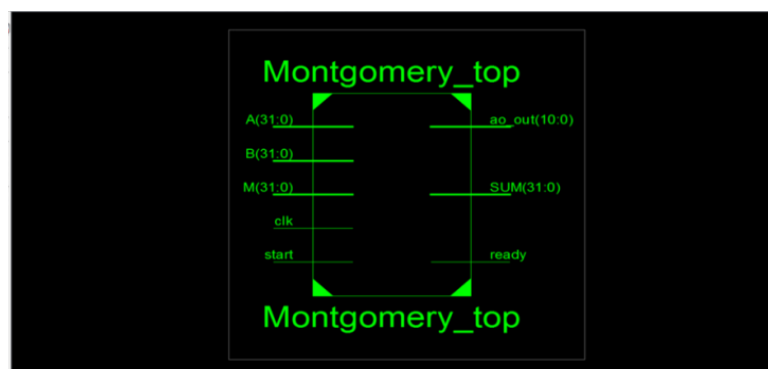 Montgomery_top
A(31:0)
ao_out(10:0)
B(31:0)
M(31:0)
SUM(31:0)
clk
start
ready
Montgomery_top